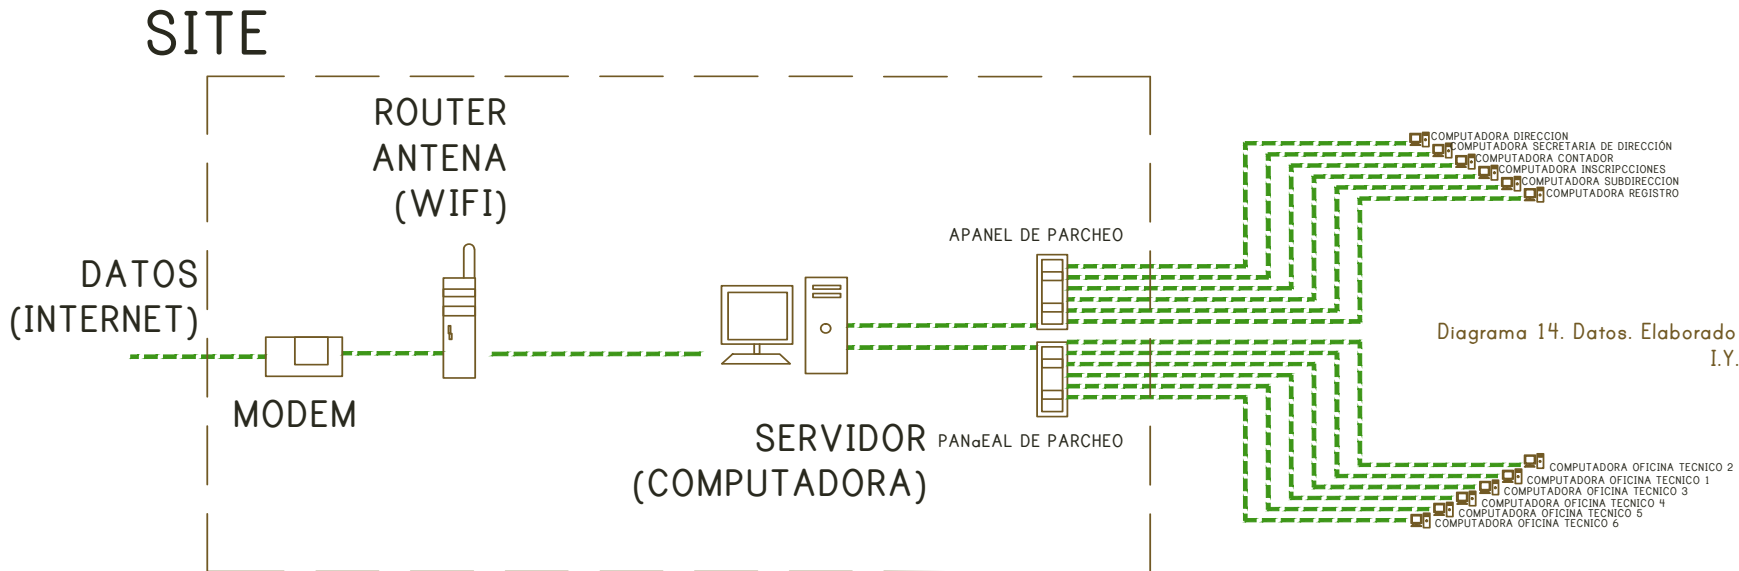 SITE
ROUTER
ANTENA
(WIFI)
DATOS
(INTERNET)
MODEM
SERVIDOR
(COMPUTADORA)
APANEL DE PARCHEO
PANaEAL DE PARCHEO
COMPUTADORA DIRECCION
COMPUTADORA SECRETARIA DE DIRECCIÓN
COMPUTADORA CONTADOR
COMPUTADORA INSCRIPCCIONES
COMPUTADORA SUBDIRECCION
COMPUTADORA REGISTRO
Diagrama 14. Datos. Elaborado
I.Y.
COMPUTADORA OFICINA TECNICO 2
COMPUTADORA OFICINA TECNICO 1
COMPUTADORA OFICINA TECNICO 3
COMPUTADORA OFICINA TECNICO 4
COMPUTADORA OFICINA TECNICO 5
COMPUTADORA OFICINA TECNICO 6